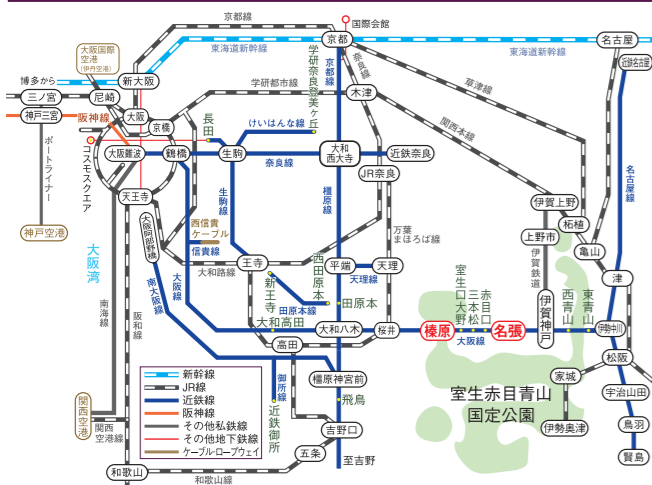 京都線
国際会館
京都
名古屋
東海道新幹線
東海道新幹線
近鉄名古屋
大阪国際
空港
(伊丹空港)
博多から
新大阪
学研奈良登美ヶ丘
京都線
奈良線
草津線
三ノ宮
尼崎
学研都市線
木津
関西本線
神戸三宮
阪神線
大阪
京橋
長田
けいはんな線
大阪難波
鶴橋
生駒
奈良線
大和
西大寺
近鉄奈良
名古屋線
ポートライナー
コスモスクエア
JR奈良
天王寺
生駒線
橿原線
伊賀上野
柘植
神戸空港
大阪阿部野橋
西信貴
ケーブル
信貴線
万葉
まほろば線
上野市
亀山
大阪湾
大和路線
王寺
西田原本
平端
天理
天理線
伊賀鉄道
津
南海線
阪和線
南大阪線
大阪線
新王寺
田原本線
田原本
室生口大野
三本松
赤目口
伊賀神戸
西青山
東青山
大和高田
大和八木
桜井
榛原
大阪線
名張
伊勢中川
高田
松阪
新幹線
JR線
近鉄線
阪神線
その他私鉄線
その他地下鉄線
ケーブル・ロープウェイ
御所線
橿原神宮前
室生赤目青山
国定公園
家城
宇治山田
関西空港
飛鳥
近鉄御所
伊勢奥津
鳥羽
関西
空港線
吉野口
賢島
五条
至吉野
和歌山
和歌山線